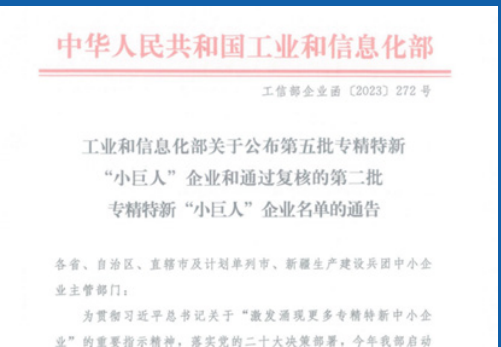 中华人民共和国工业和信息化部
工信部企业函〔2023〕272 号
工业和信息化部关于公布第五批专精特新
“小巨人”企业和通过复核的第二批
专精特新“小巨人”企业名单的通告
各省、自治区、直辖市及计划单列市、新疆生产建设兵团中小企
业主管部门：
为贯彻习近平总书记关于“激发涌现更多专精特新中小企
业”的重要指示精神，落实党的二十大决策部署，今年我部启动